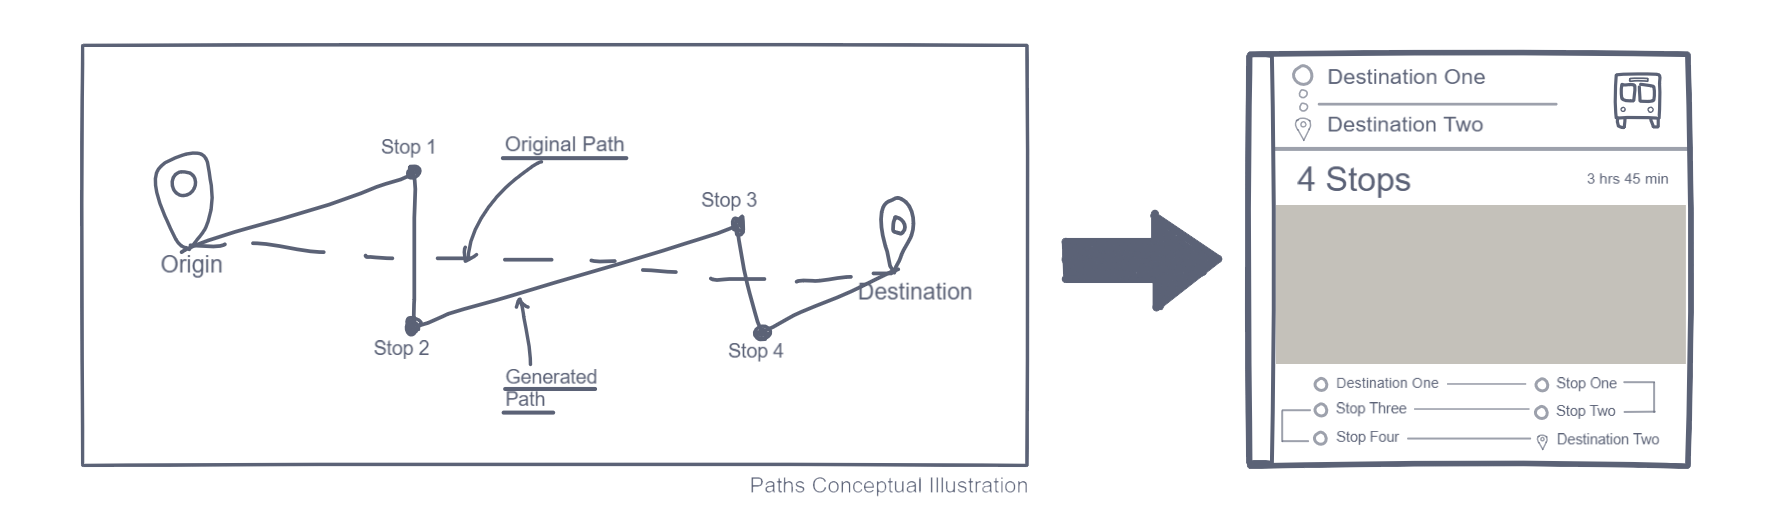 Stop 1
Original Path
Stop 3
Origin
Destination
Stop 2
Stop 4
Generated
Path
Paths Conceptual Illustration
Destination One
Destination Two
4 Stops
3 hrs 45 min
Destination One
Stop One
Stop Three
Stop Two
Stop Four
Destination Two